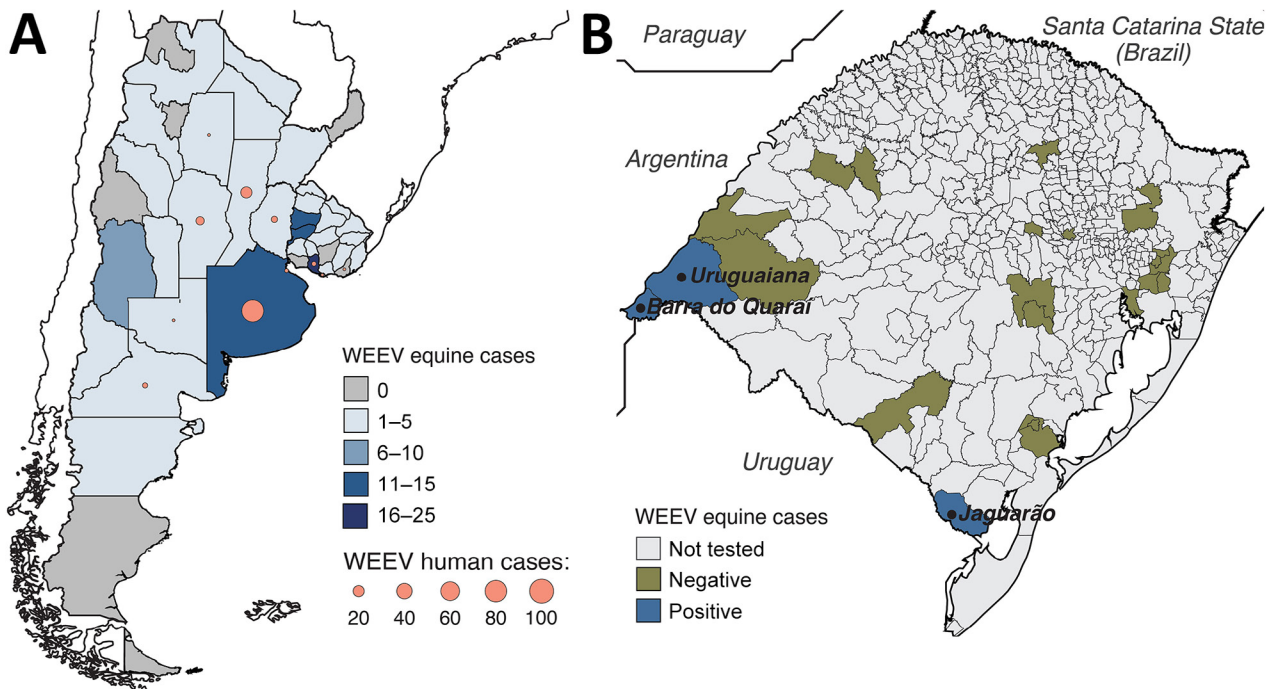 A
WEEV equine cases
0
1–5
6–10
11–15
16–25
WEEV human cases:
20 40 60 80 100
B
Paraguay
Santa Catarina State
(Brazil)
Argentina
Uruguaiana
Barra do Quaraí
Uruguay
Jaguarão
WEEV equine cases
Not tested
Negative
Positive